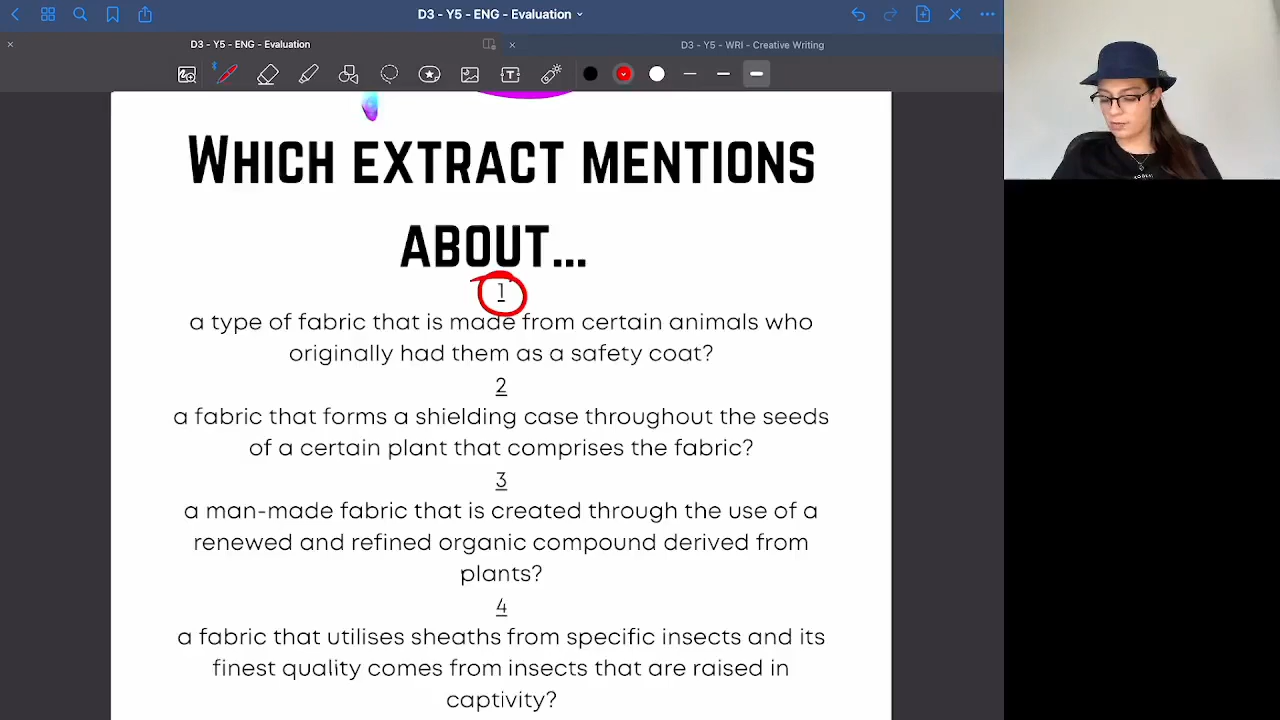 D3 - Y5 - ENG - Evaluation
D3 - Y5 - ENG - Evaluation
D3 - Y5 - WRI - Creative Writing
WHICH EXTRACT MENTIONS
ABOUT...
1
a type of fabric that is made from certain animals who
originally had them as a safety coat?
2
a fabric that forms a shielding case throughout the seeds
of a certain plant that comprises the fabric?
3
a man-made fabric that is created through the use of a
renewed and refined organic compound derived from
plants?
4
a fabric that utilises sheaths from specific insects and its
finest quality comes from insects that are raised in
captivity?